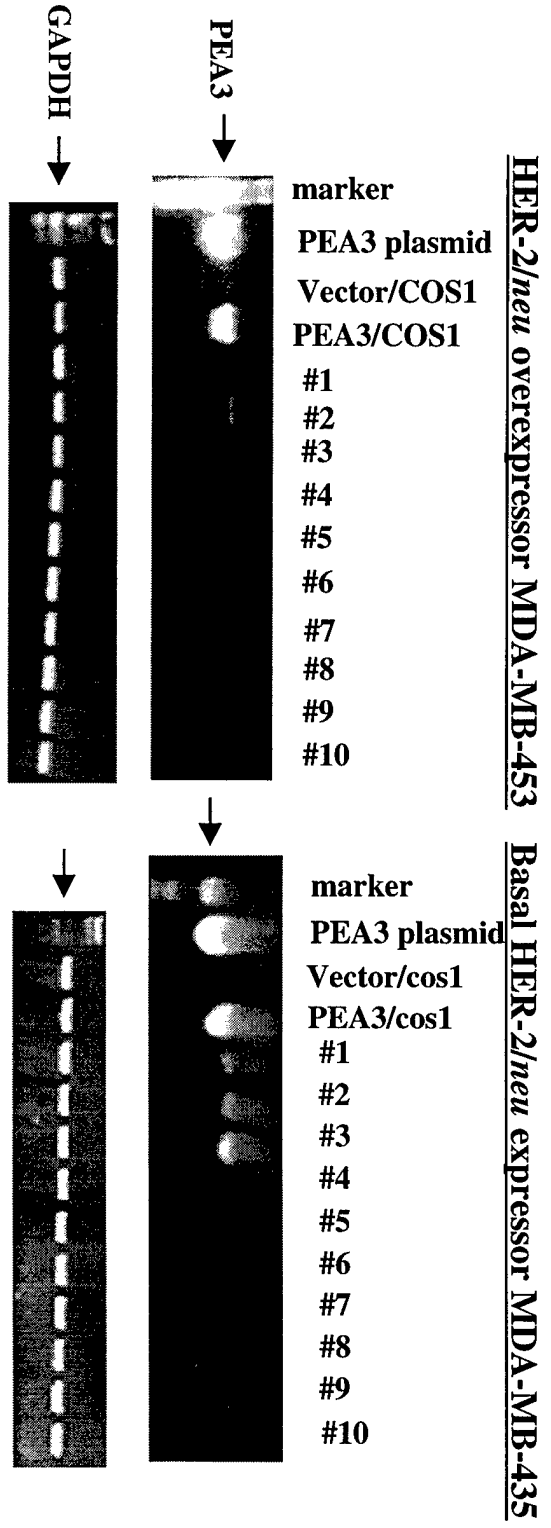 HER-2/neu overexpressor MDA-MB-453
marker
PEA3 plasmid
Vector/COS1
PEA3/COS1
#1
#2
#3
#4
#5
#6
#7
#8
#9
#10
PEA3
GAPDH
Basal HER-2/neu expressor MDA-MB-435
marker
PEA3 plasmid
Vector/cos1
PEA3/cos1
#1
#2
#3
#4
#5
#6
#7
#8
#9
#10